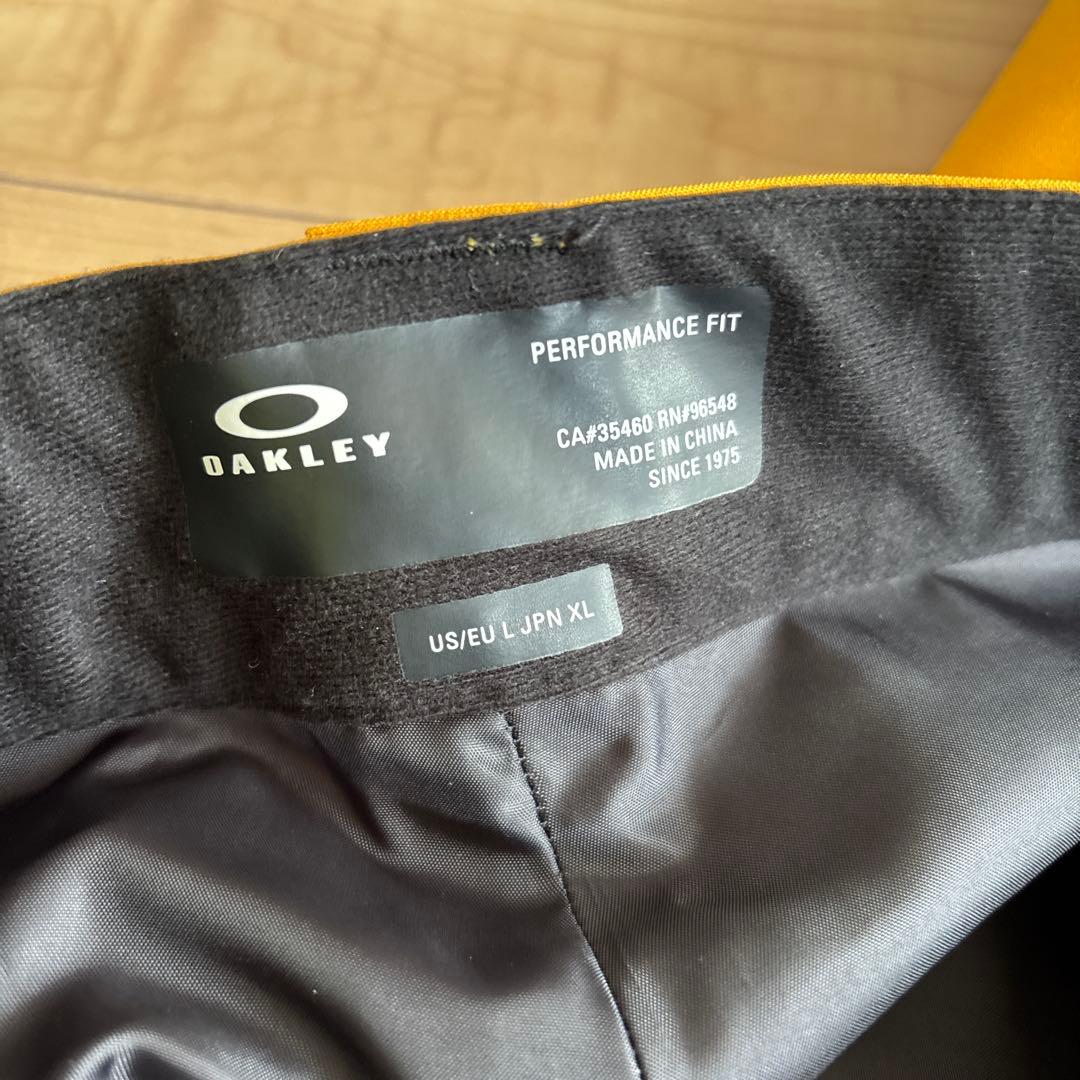 PERFORMANCE FIT
OAKLEY
CA#35460 RN#96548
MADE IN CHINA
SINCE 1975
US/EU L JPN XL